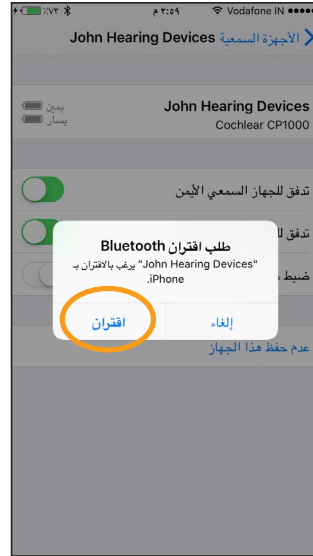 ●●●●● Vodafone IN ٢:٥٩ م ٪٧٣
الأجهزة السمعية John Hearing Devices
John Hearing Devices
Cochlear CP1000
يمين
يسار
تدفق للجهاز السمعي الأيمن
تدفق لل
ضبط
طلب اقتران Bluetooth
"John Hearing Devices" يرغب بالاقتران بـ
iPhone.
إلغاء
اقتران
عدم حفظ هذا الجهاز